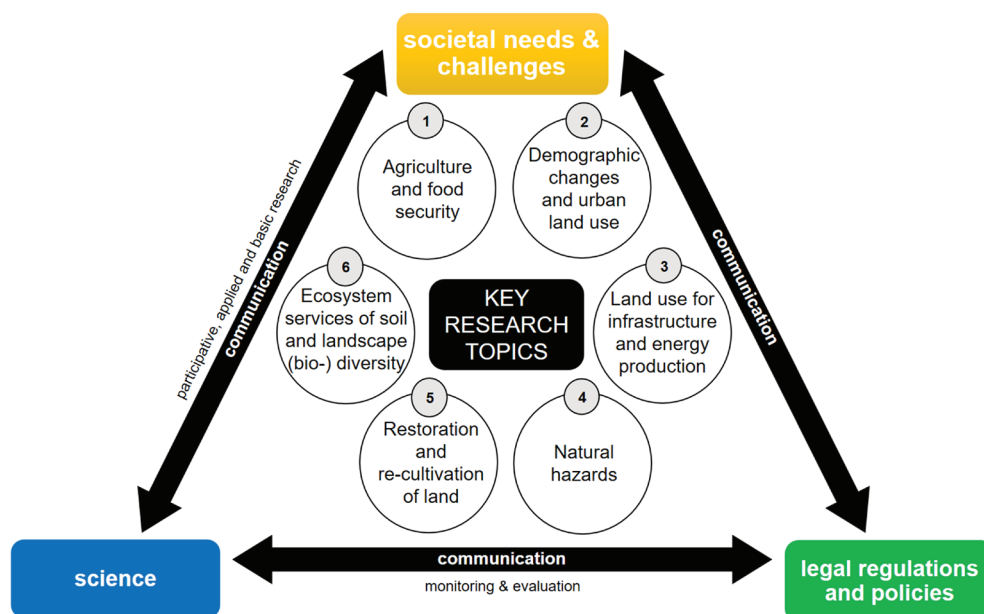 societal needs &
challenges
1
Agriculture
and food
security
2
Demographic
changes
and urban
land use
participative, applied and basic research
communication
communication
6
Ecosystem
services of soil
and landscape
(bio-) diversity
KEY
RESEARCH
TOPICS
3
Land use for
infrastructure
and energy
production
5
Restoration
and
re-cultivation
of land
4
Natural
hazards
science
communication
monitoring & evaluation
legal regulations
and policies